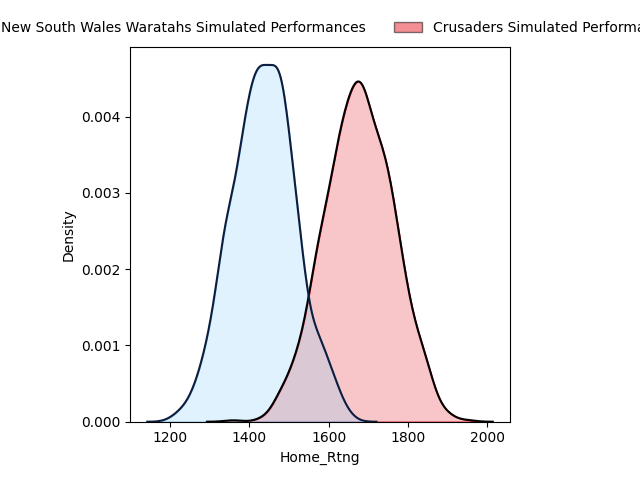 New South Wales Waratahs Simulated Performances
Crusaders Simulated
Density
0.004
0.003
0.002
0.001
0.000
1200 1400 1600 1800 2000
Home_Rtng